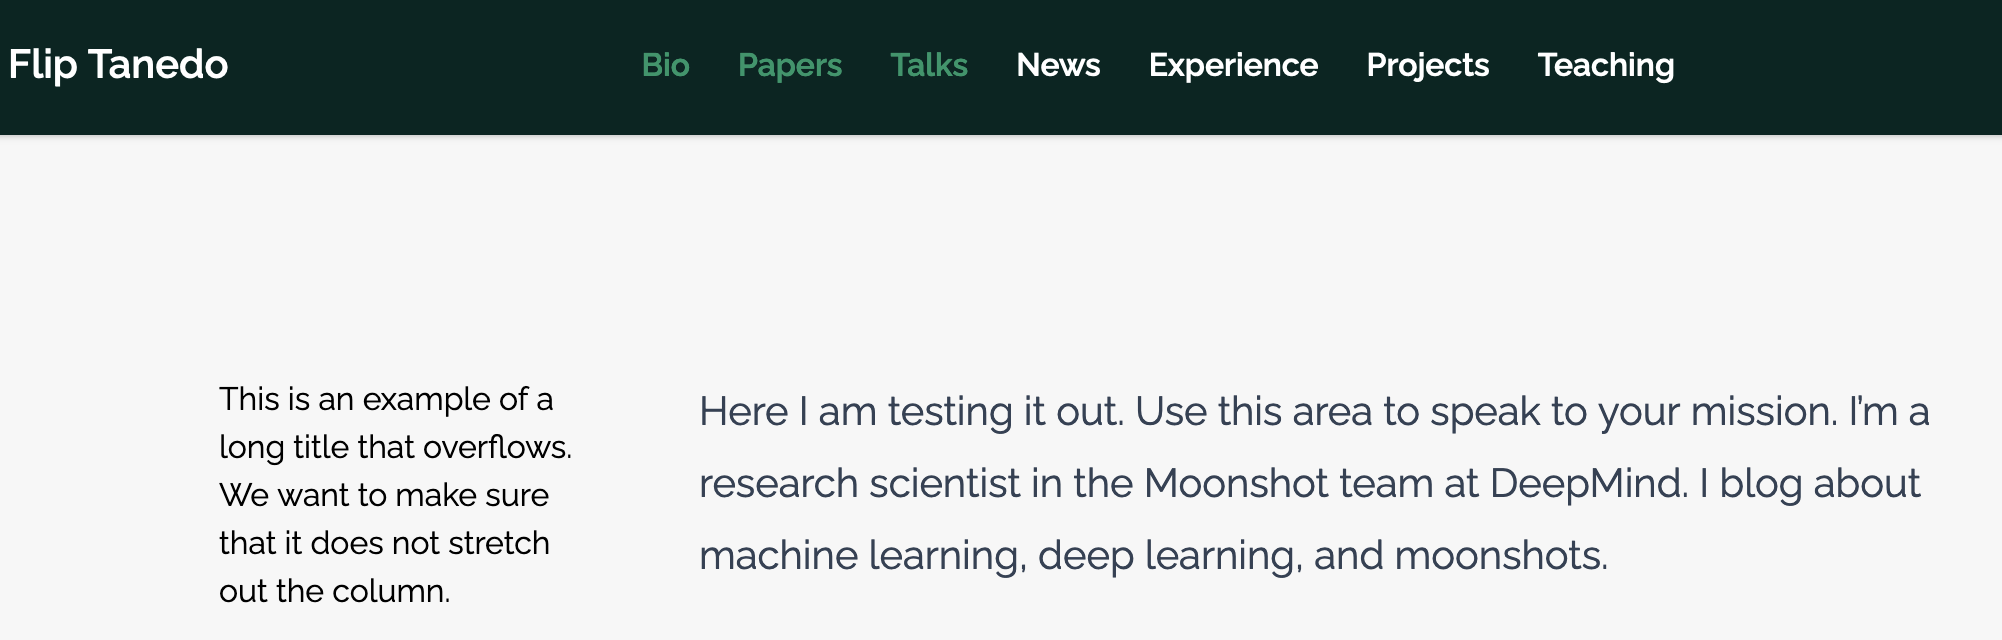 Flip Tanedo
Bio Papers Talks News Experience Projects Teaching
This is an example of a
long title that overflows.
We want to make sure
that it does not stretch
out the column.
Here I am testing it out. Use this area to speak to your mission. I’m a
research scientist in the Moonshot team at DeepMind. I blog about
machine learning, deep learning, and moonshots.